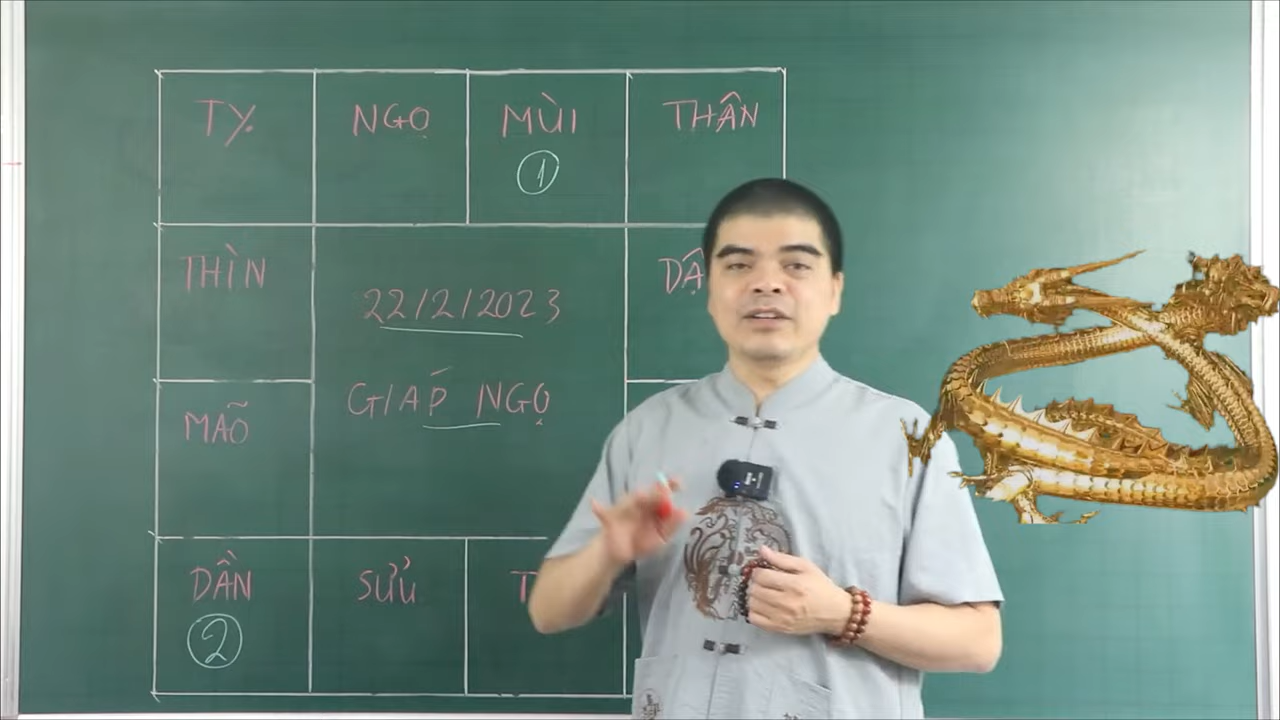 TỴ
NGỌ
MÙI
THÂN
①
THÌN
22/2/2023
GIÁP NGỌ
MÃO
DẦN
SỬU
②